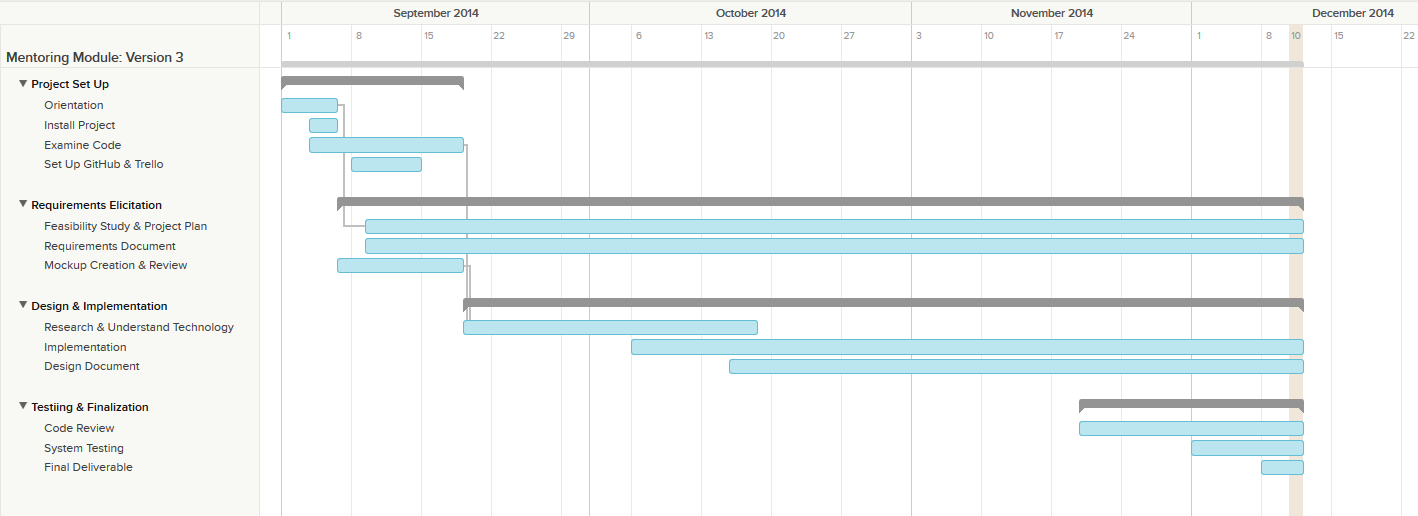 September 2014 October 2014 November 2014 December 2014
1 8 15 22 29 6 13 20 27 3 10 17 24 1 8 10 15 22
Mentoring Module: Version 3
Project Set Up
Orientation
Install Project
Examine Code
Set Up GitHub & Trello
Requirements Elicitation
Feasibility Study & Project Plan
Requirements Document
Mockup Creation & Review
Design & Implementation
Research & Understand Technology
Implementation
Design Document
Testiing & Finalization
Code Review
System Testing
Final Deliverable